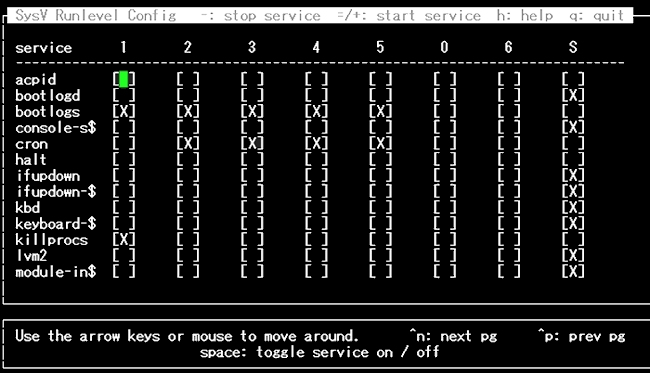 SysV Runlevel Config   -: stop service  =/+: start service  h: help  q: quit
service      1       2       3       4       5       0       6       S
----------------------------------------------------------------------------
acpid       [ ]     [ ]     [ ]     [ ]     [ ]     [ ]     [ ]     [ ]
bootlogd    [ ]     [ ]     [ ]     [ ]     [ ]     [ ]     [ ]     [X]
bootlogs    [X]     [X]     [X]     [X]     [X]     [ ]     [ ]     [ ]
console-s$  [ ]     [ ]     [ ]     [ ]     [ ]     [ ]     [ ]     [X]
cron        [ ]     [X]     [X]     [X]     [X]     [ ]     [ ]     [ ]
halt        [ ]     [ ]     [ ]     [ ]     [ ]     [ ]     [ ]     [ ]
ifupdown    [ ]     [ ]     [ ]     [ ]     [ ]     [ ]     [ ]     [X]
ifupdown-$  [ ]     [ ]     [ ]     [ ]     [ ]     [ ]     [ ]     [X]
kbd         [ ]     [ ]     [ ]     [ ]     [ ]     [ ]     [ ]     [X]
keyboard-$  [ ]     [ ]     [ ]     [ ]     [ ]     [ ]     [ ]     [X]
killprocs   [X]     [ ]     [ ]     [ ]     [ ]     [ ]     [ ]     [ ]
lvm2        [ ]     [ ]     [ ]     [ ]     [ ]     [ ]     [ ]     [X]
module-in$  [ ]     [ ]     [ ]     [ ]     [ ]     [ ]     [ ]     [X]
Use the arrow keys or mouse to move around.      ^n: next pg     ^p: prev pg
space: toggle service on / off